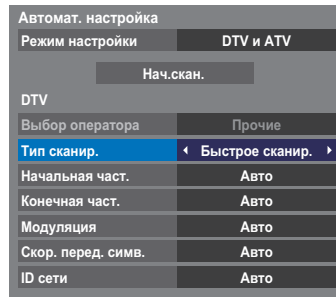 Автомат. настройка
Режим настройки DTV и ATV
Нач.скан.
DTV
Выбор оператора Прочие
Тип сканир. Быстрое сканир.
Начальная част. Авто
Конечная част. Авто
Модуляция Авто
Скор. перед. симв. Авто
ID сети Авто